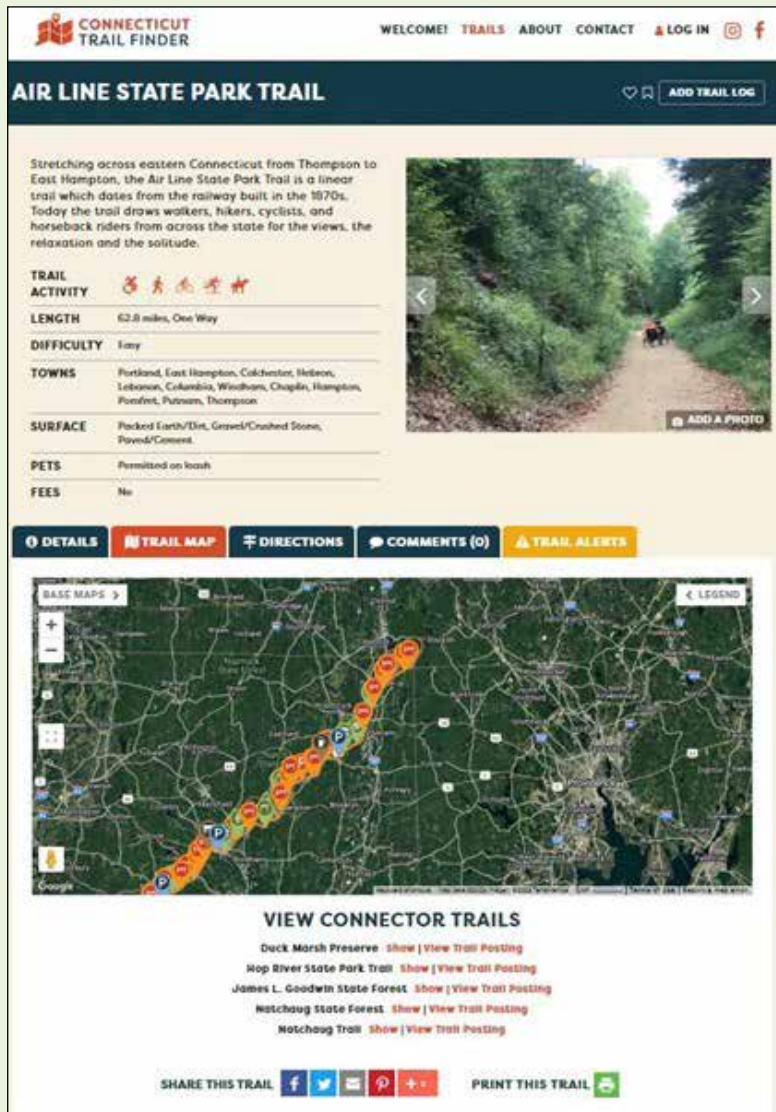 CONNECTICUT
TRAIL FINDER
WELCOME! TRAILS ABOUT CONTACT LOG IN
AIR LINE STATE PARK TRAIL
ADD TRAIL LOG
Stretching across eastern Connecticut from Thompson to
East Hampton, the Air Line State Park Trail is a linear
trail which dates from the railway built in the 1870s.
Today the trail draws walkers, hikers, cyclists, and
horseback riders from across the state for the views, the
relaxation and the solitude.
TRAIL
ACTIVITY
LENGTH 62.8 miles, One Way
DIFFICULTY Easy
TOWNS Portland, East Hampton, Colchester, Hebron,
Lebanon, Columbia, Windham, Chaplin, Hampton,
Pomfret, Putnam, Thompson
SURFACE Packed Earth/Dirt, Gravel/Crushed Stone,
Paved/Cement
PETS Permitted on leash
FEES No
ADD A PHOTO
DETAILS TRAIL MAP DIRECTIONS COMMENTS (0) TRAIL ALERTS
BASE MAPS LEGEND
Google
VIEW CONNECTOR TRAILS
Duck Marsh Preserve Show | View Trail Posting
Hop River State Park Trail Show | View Trail Posting
James L. Goodwin State Forest Show | View Trail Posting
Natchaug State Forest Show | View Trail Posting
Natchaug Trail Show | View Trail Posting
SHARE THIS TRAIL PRINT THIS TRAIL